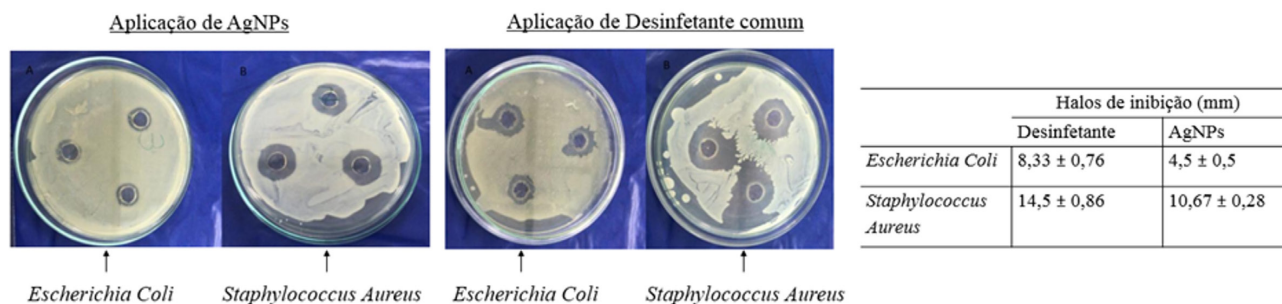 Aplicação de AgNPs
Aplicação de Desinfetante comum
A
B
A
B
Escherichia Coli
Staphylococcus Aureus
Escherichia Coli
Staphylococcus Aureus
Halos de inibição (mm)
Desinfetante AgNPs
Escherichia Coli 8,33 ± 0,76 4,5 ± 0,5
Staphylococcus Aureus 14,5 ± 0,86 10,67 ± 0,28